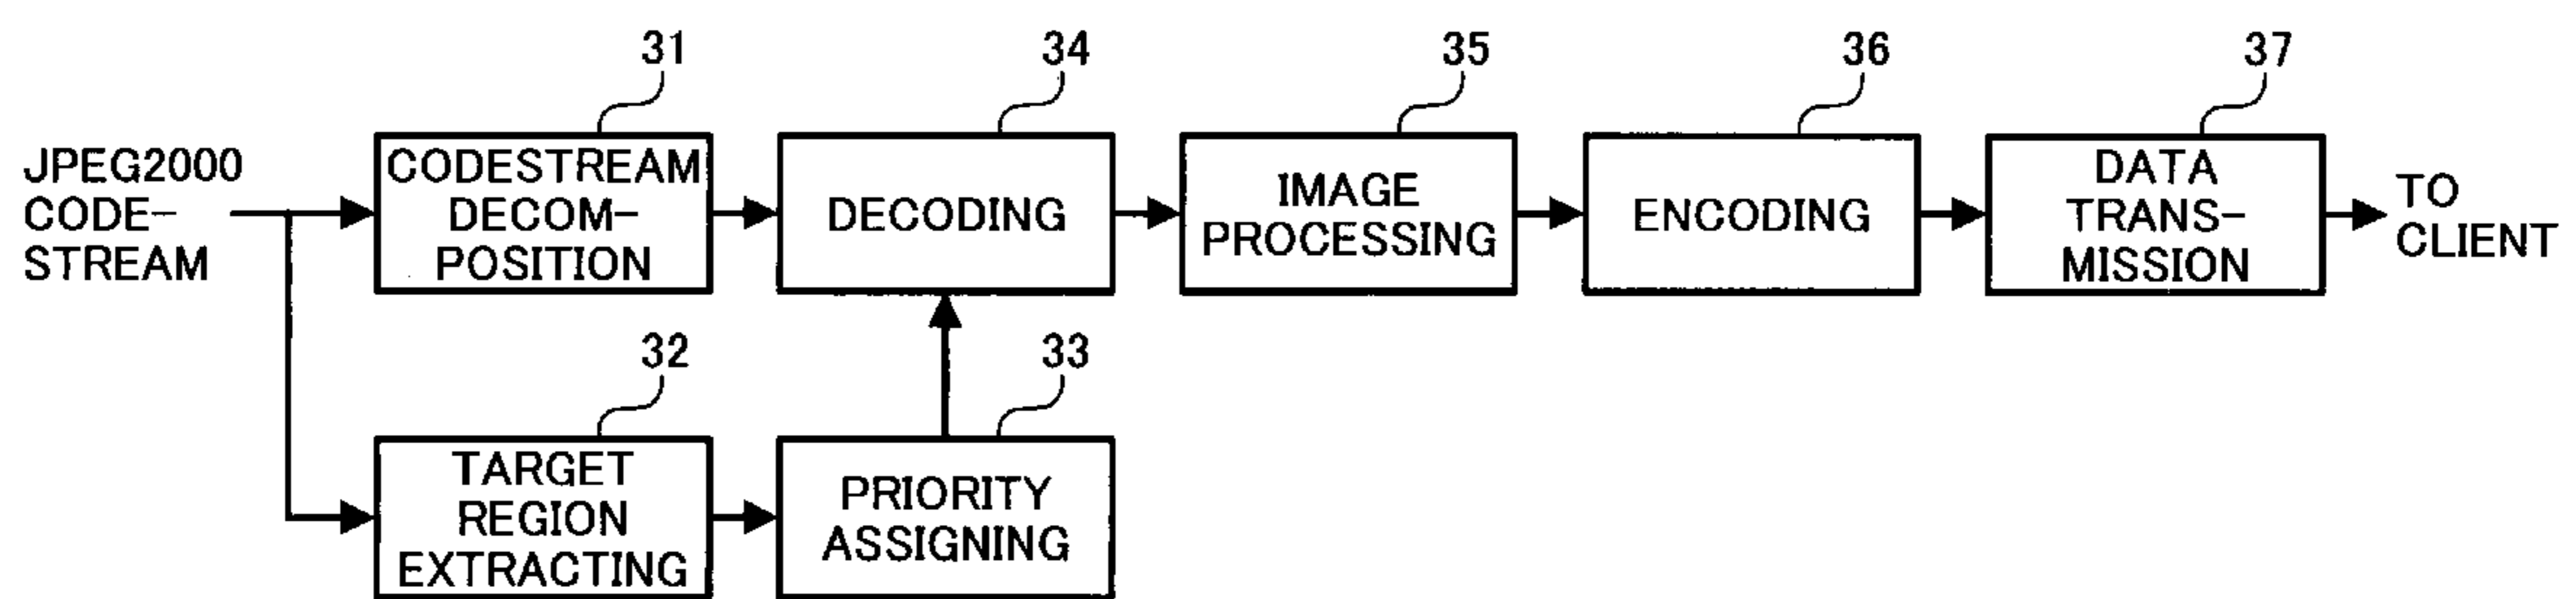 31
34
35
36
37
JPEG2000
CODE-
STREAM
CODESTREAM
DECOM-
POSITION
DECODING
IMAGE
PROCESSING
ENCODING
DATA
TRANS-
MISSION
TO
CLIENT
32
33
TARGET
REGION
EXTRACTING
PRIORITY
ASSIGNING